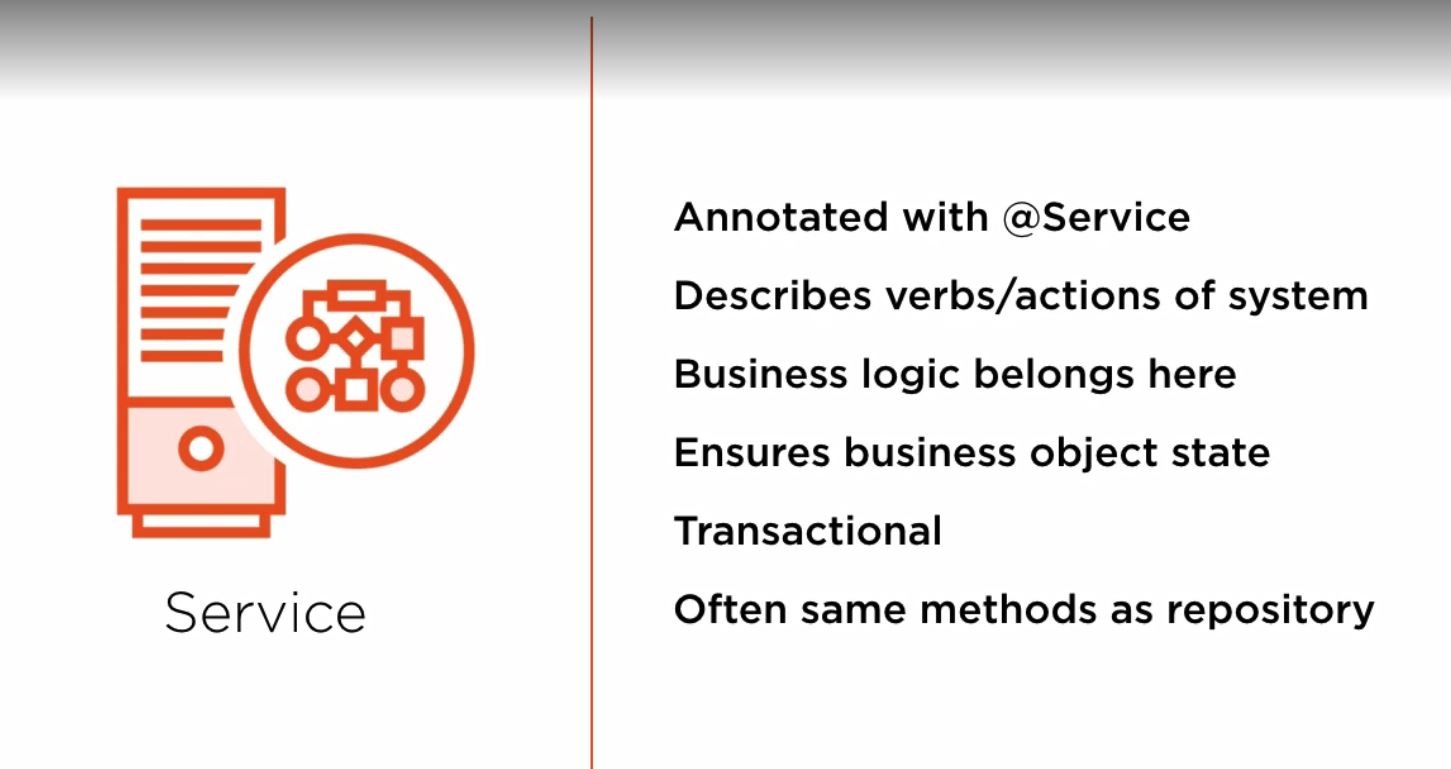 Service
Annotated with @Service
Describes verbs/actions of system
Business logic belongs here
Ensures business object state
Transactional
Often same methods as repository